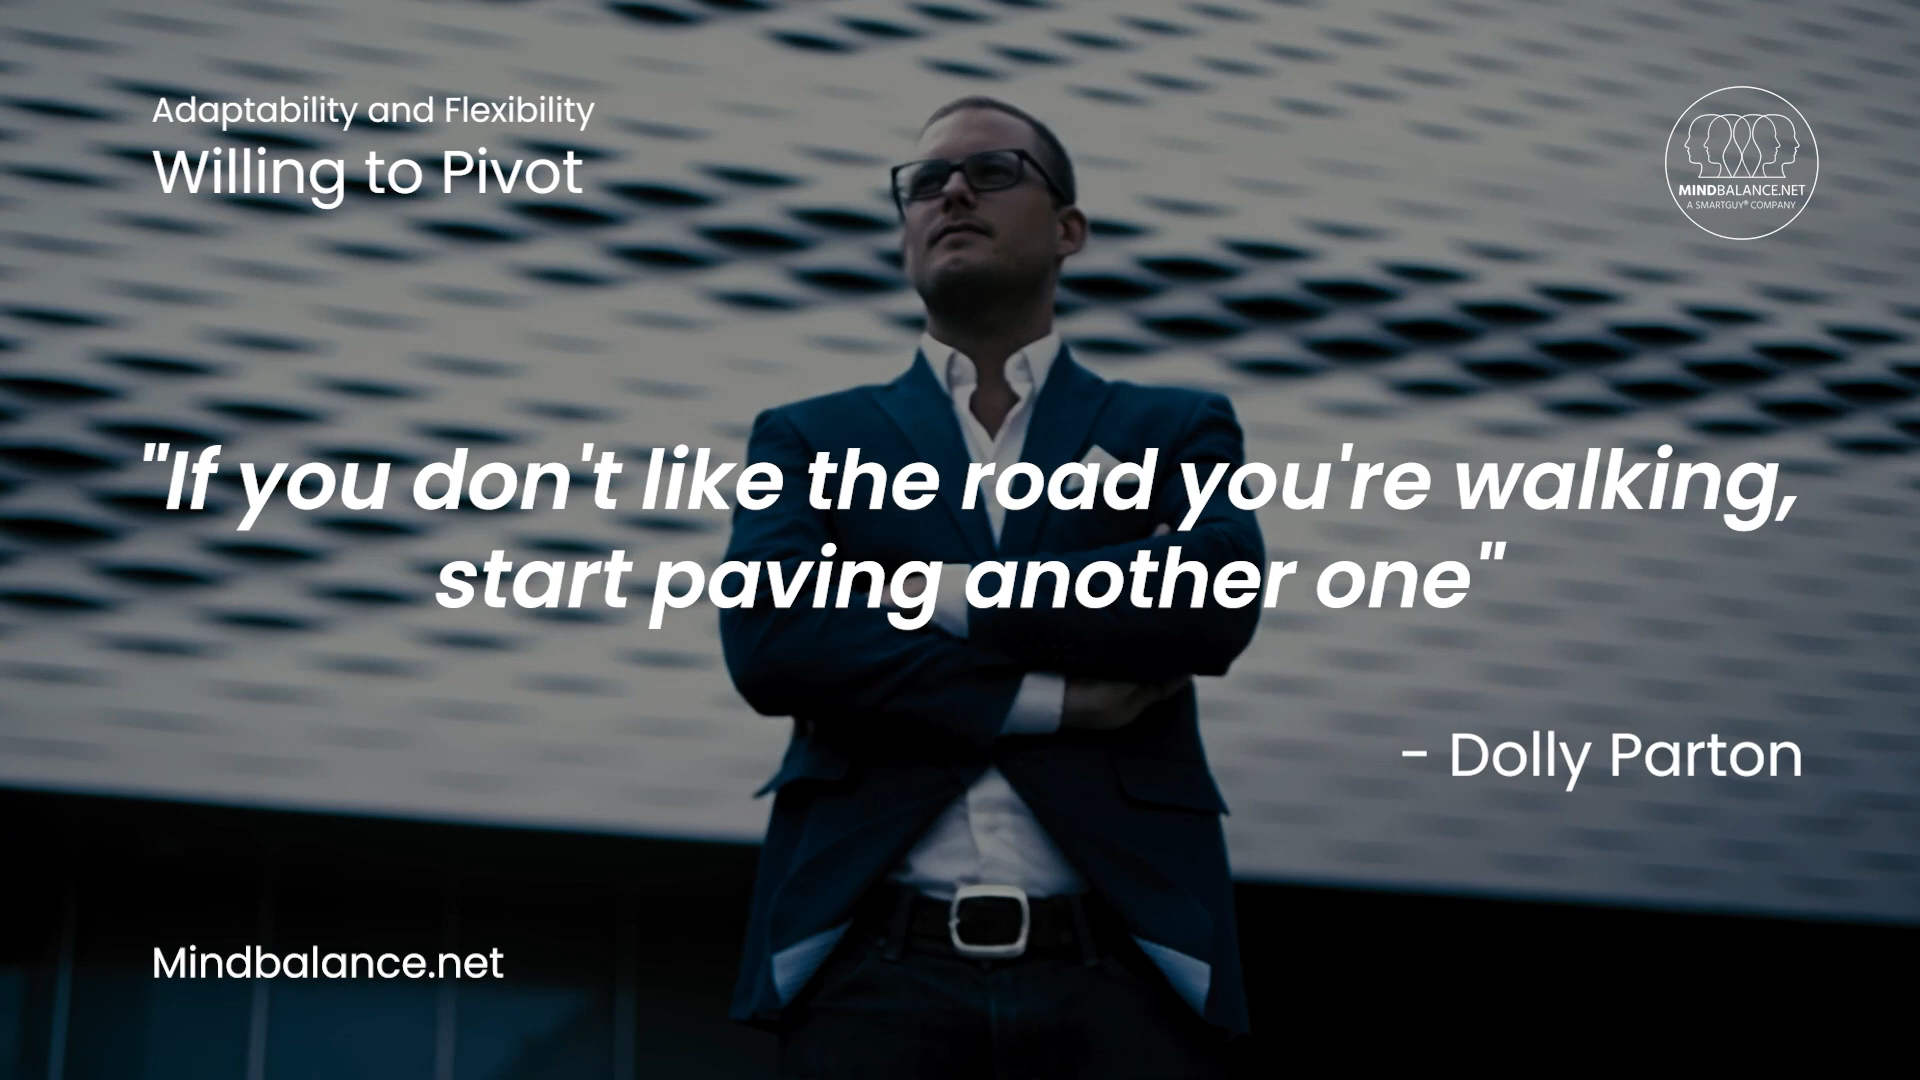 Adaptability and Flexibility
Willing to Pivot
MINDBALANCE.NET
A SMARTGUY® COMPANY
"If you don't like the road you're walking,
start paving another one"
- Dolly Parton
Mindbalance.net